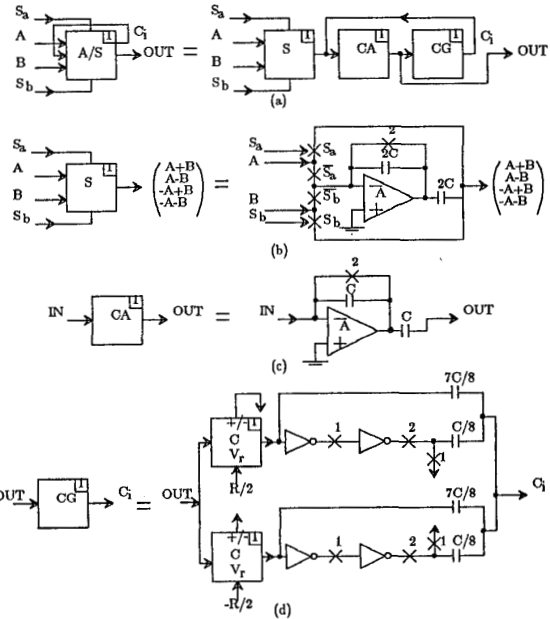 Sa
A
B
Sb
A/S
1
Ci
OUT
=
Sa
A
B
Sb
S
1
CA
1
CG
1
Ci
OUT
(a)
Sa
A
B
Sb
S
1
A+B
A-B
-A+B
-A-B
=
Sa
A
B
Sb
Sa
Sa
Sb
Sb
2
2C
A
+
2C
A+B
A-B
-A+B
-A-B
(b)
IN
CA
1
OUT
=
IN
2
C
A
+
C
OUT
(c)
OUT
CG
1
Ci
=
OUT
+/-
1
C
Vr
R/2
1
2
1
7C/8
C/8
+/-
1
C
Vr
-R/2
1
2
1
7C/8
C/8
Ci
(d)